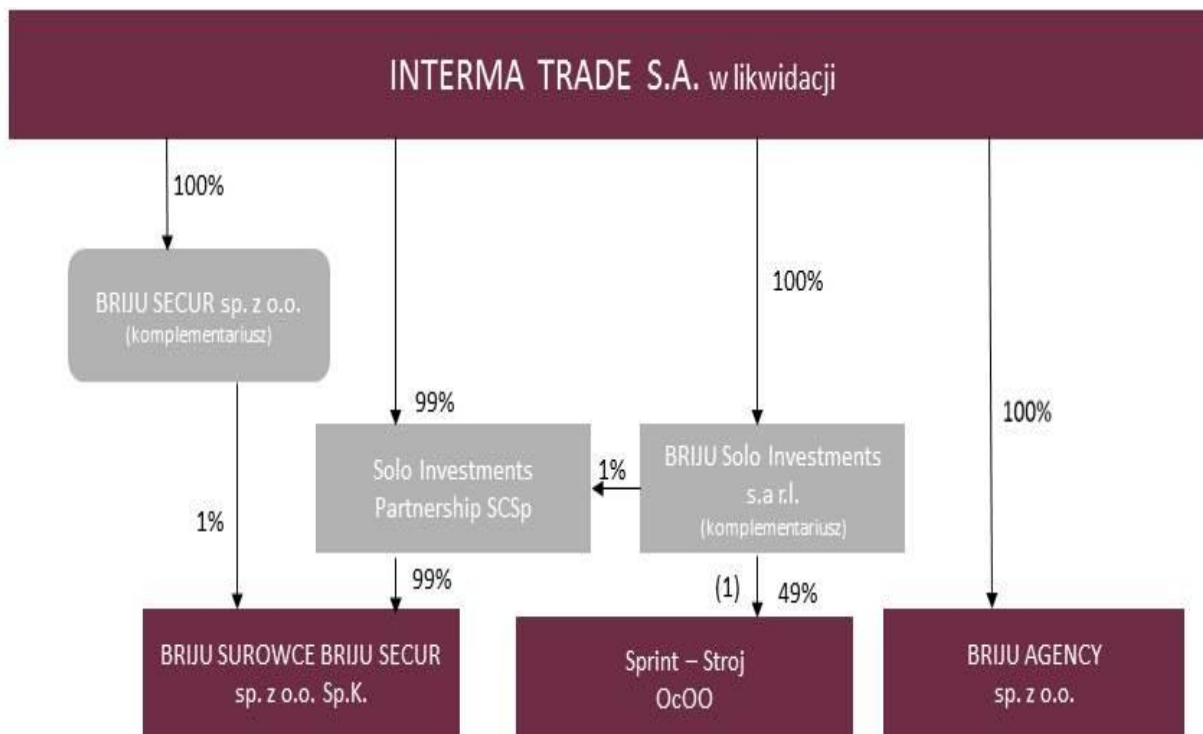 INTERMA TRADE S.A. w likwidacji
100%
BRIJU SECUR sp. z o.o.
(komplementariusz)
100%
99%
100%
Solo Investments
Partnership SCSp
1%
BRIJU Solo Investments
s.a r.l.
(komplementariusz)
1%
99%
(1)
49%
BRIJU SUROWCE BRIJU SECUR
sp. z o.o. Sp.K.
Sprint – Stroj
OcOO
BRIJU AGENCY
sp. z o.o.